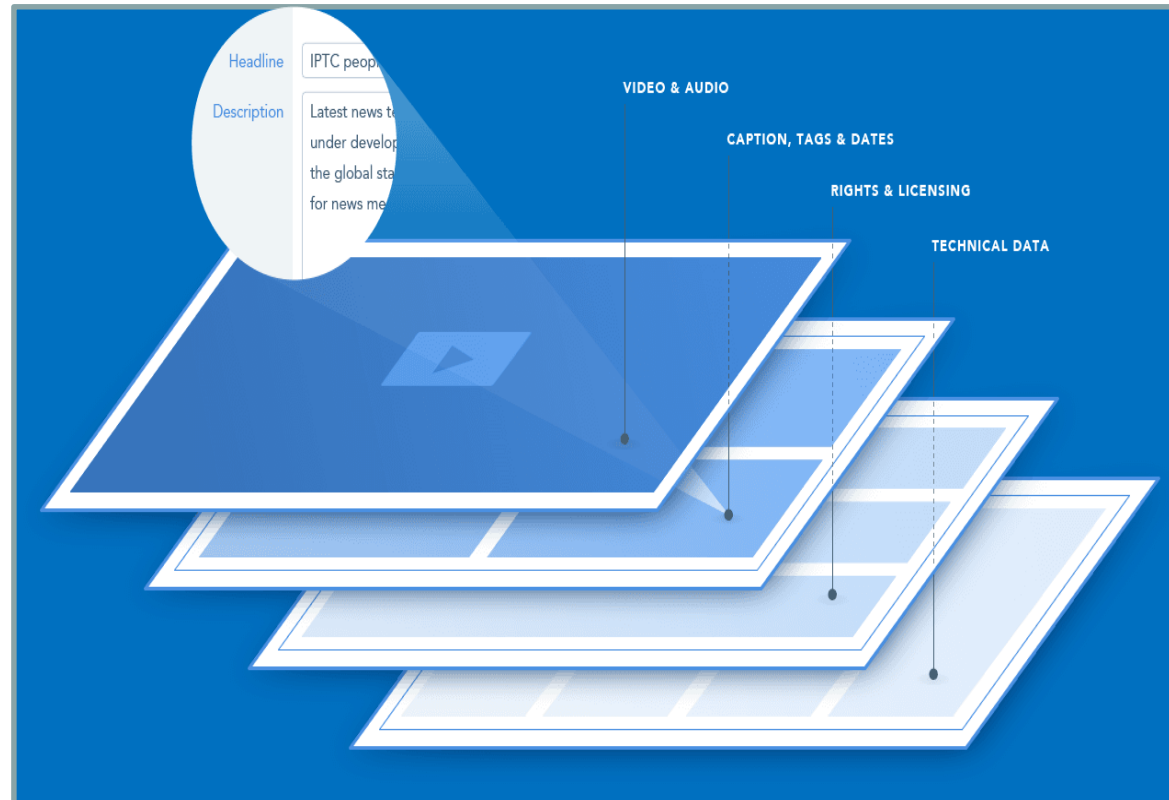 Headline
IPTC peop
Description
Latest news te
under develop
the global sta
for news me
VIDEO & AUDIO
CAPTION, TAGS & DATES
RIGHTS & LICENSING
TECHNICAL DATA